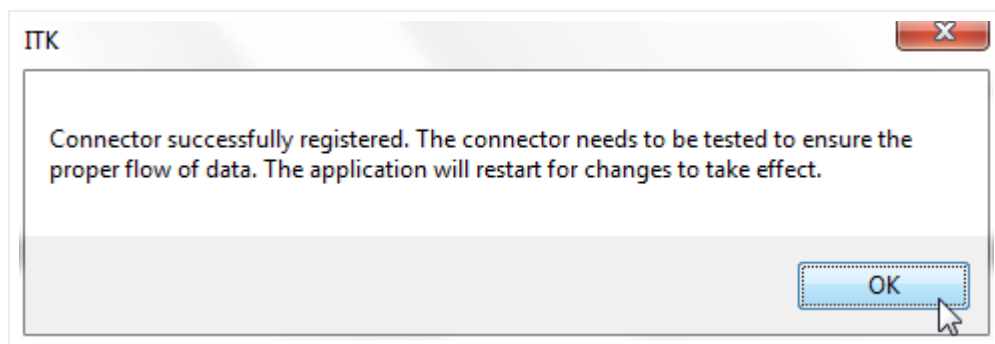 ITK
Connector successfully registered. The connector needs to be tested to ensure the
proper flow of data. The application will restart for changes to take effect.
OK